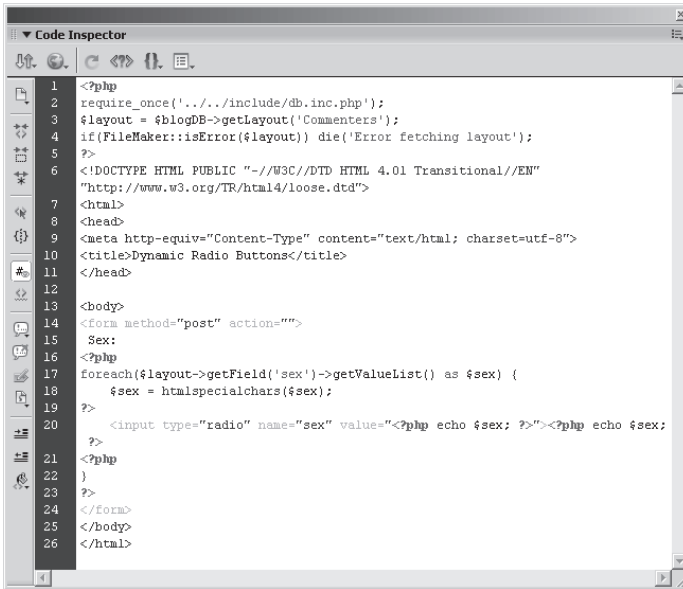 Code Inspector
1 <?php
2 require_once('../../include/db.inc.php');
3 $layout = $blogDB->getLayout('Commenters');
4 if(FileMaker::isError($layout)) die('Error fetching layout');
5 ?>
6 <!DOCTYPE HTML PUBLIC "-//W3C//DTD HTML 4.01 Transitional//EN"
"http://www.w3.org/TR/html4/loose.dtd">
7 <html>
8 <head>
9 <meta http-equiv="Content-Type" content="text/html; charset=utf-8">
10 <title>Dynamic Radio Buttons</title>
11 </head>
12
13 <body>
14 <form method="post" action="">
15 Sex:
16 <?php
17 foreach($layout->getField('sex')->getValueList() as $sex) {
18 $sex = htmlspecialchars($sex);
19 ?>
20 <input type="radio" name="sex" value="<?php echo $sex; ?>"><?php echo $sex;
?>
21 <?php
22 }
23 ?>
24 </form>
25 </body>
26 </html>